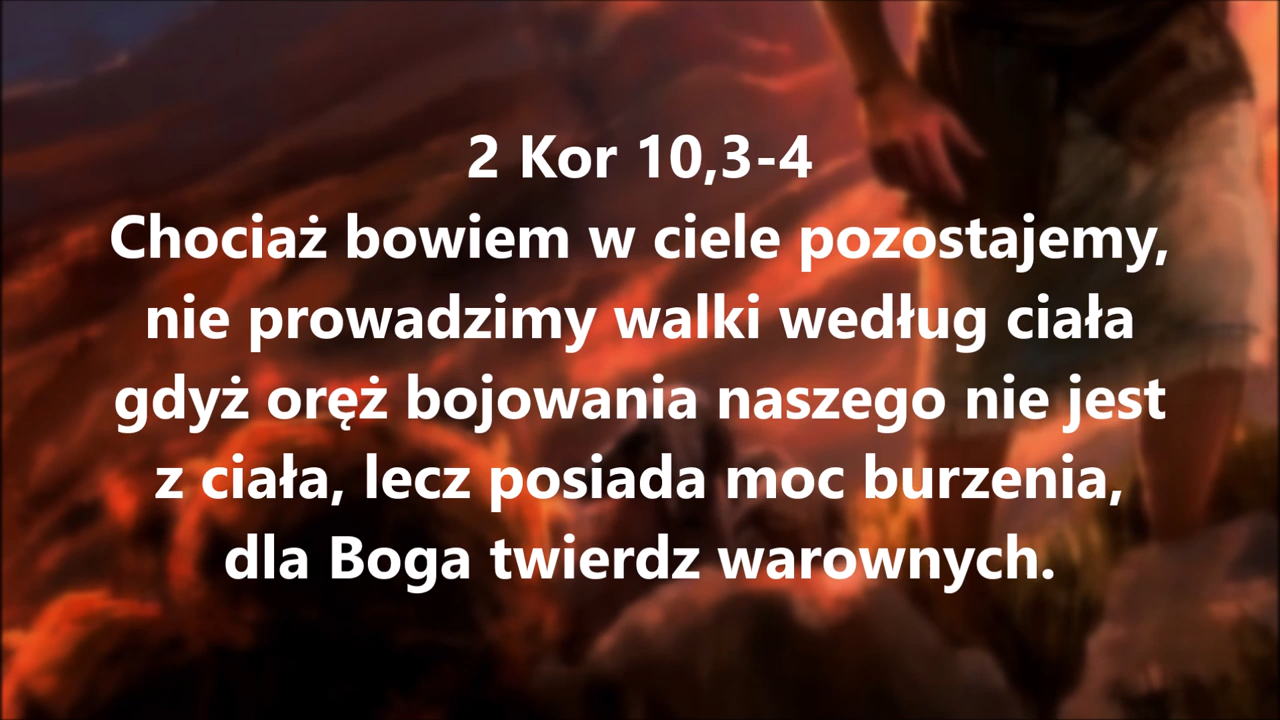 2 Kor 10,3-4
Chociaż bowiem w ciele pozostajemy,
nie prowadzimy walki według ciała
gdyż oręż bojowania naszego nie jest
z ciała, lecz posiada moc burzenia,
dla Boga twierdz warownych.